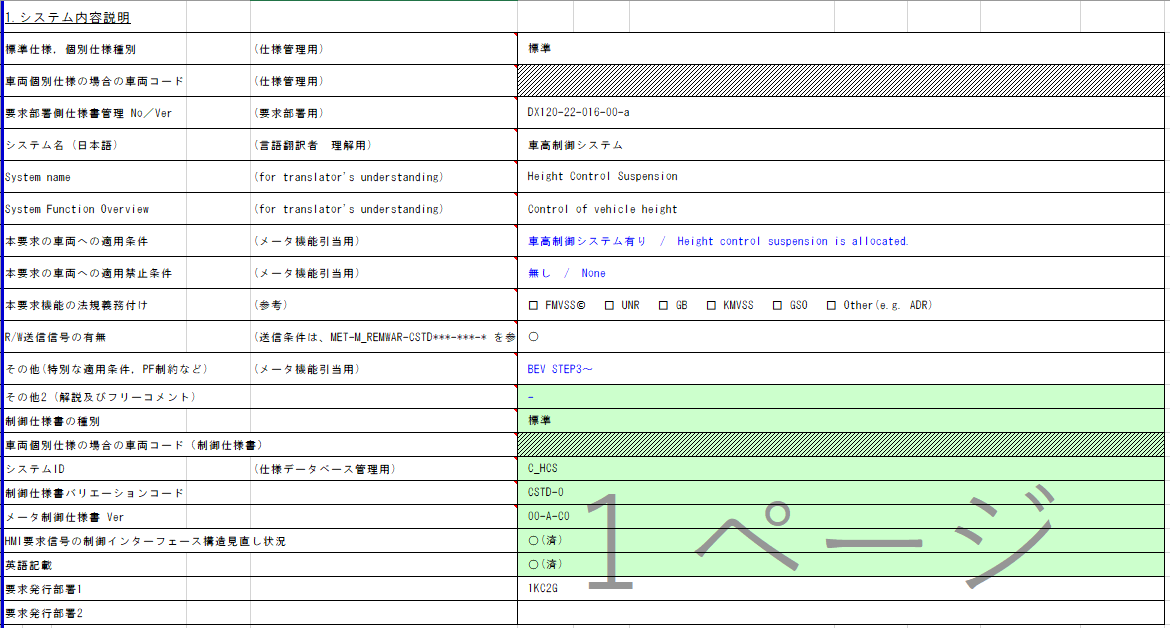 1. システム内容説明
標準仕様, 個別仕様種別 (仕様管理用) 標準
車両個別仕様の場合の車両コード (仕様管理用)
要求部署側仕様書管理 No／Ver (要求部署用) DX120-22-016-00-a
システム名（日本語） (言語翻訳者　理解用) 車高制御システム
System name (for translator's understanding) Height Control Suspension
System Function Overview (for translator's understanding) Control of vehicle height
本要求の車両への適用条件 (メータ機能引当用) 車高制御システム有り / Height control suspension is allocated.
本要求の車両への適用禁止条件 (メータ機能引当用) 無し / None
本要求機能の法規義務付け (参考) □ FMVSS© □ UNR □ GB □ KMVSS □ GSO □ Other(e.g. ADR)
R/W送信信号の有無 (送信条件は、MET-M_REMWAR-CSTD***-***-* を参 ○
その他(特別な適用条件, PF制約など) (メータ機能引当用) BEV STEP3～
その他2（解説及びフリーコメント） -
制御仕様書の種別 標準
車両個別仕様の場合の車両コード（制御仕様書）
システムID (仕様データベース管理用) C_HCS
制御仕様書バリエーションコード CSTD-0
メータ制御仕様書 Ver 00-A-C0
HMI要求信号の制御インターフェース構造見直し状況 ○(済)
英語記載 ○(済)
要求発行部署1 1KC2G
要求発行部署2
1 ページ